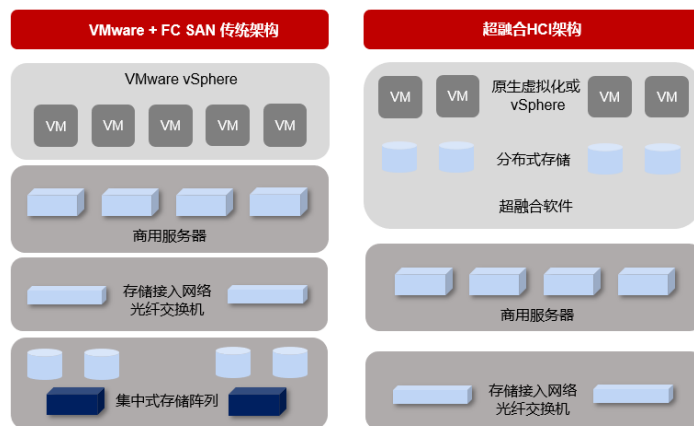 VMware + FC SAN 传统架构
VMware vSphere
VM VM VM VM VM
商用服务器
存储接入网络
光纤交换机
集中式存储阵列
超融合HCI架构
VM VM 原生虚拟化或 VM VM
vSphere
分布式存储
超融合软件
商用服务器
存储接入网络
光纤交换机